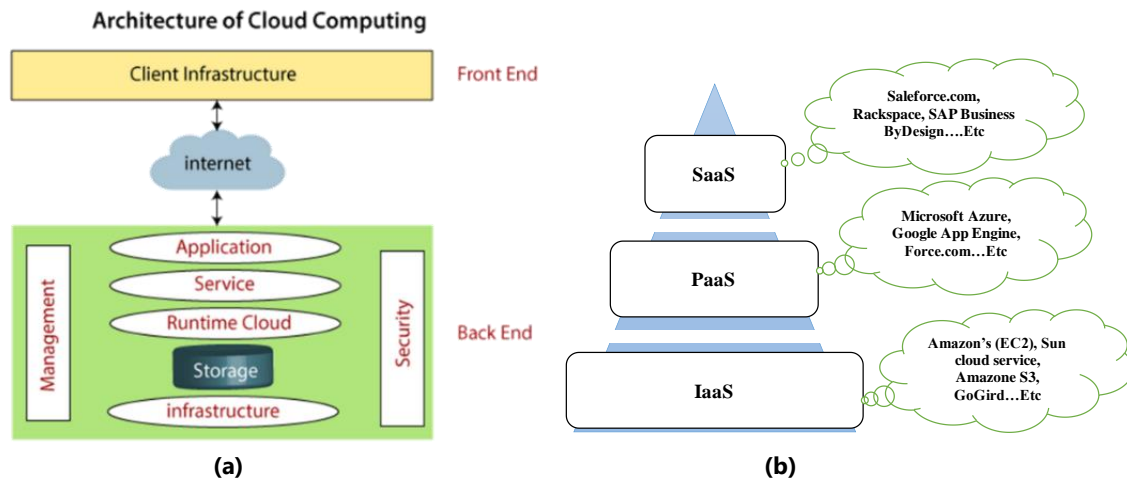 Architecture of Cloud Computing
Client Infrastructure
Front End
internet
Application
Service
Runtime Cloud
Storage
infrastructure
Management
Security
Back End
(a)
SaaS
Saleforce.com,
Rackspace, SAP Business
ByDesign….Etc
PaaS
Microsoft Azure,
Google App Engine,
Force.com…Etc
IaaS
Amazon's (EC2), Sun
cloud service,
Amazone S3,
GoGird…Etc
(b)